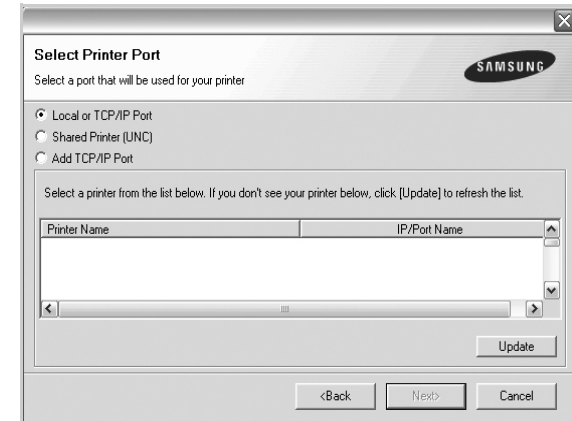 Select Printer Port
Select a port that will be used for your printer
SAMSUNG
Local or TCP/IP Port
Shared Printer (UNC)
Add TCP/IP Port
Select a printer from the list below. If you don't see your printer below, click [Update] to refresh the list.
Printer Name IP/Port Name
Update
<Back Next> Cancel